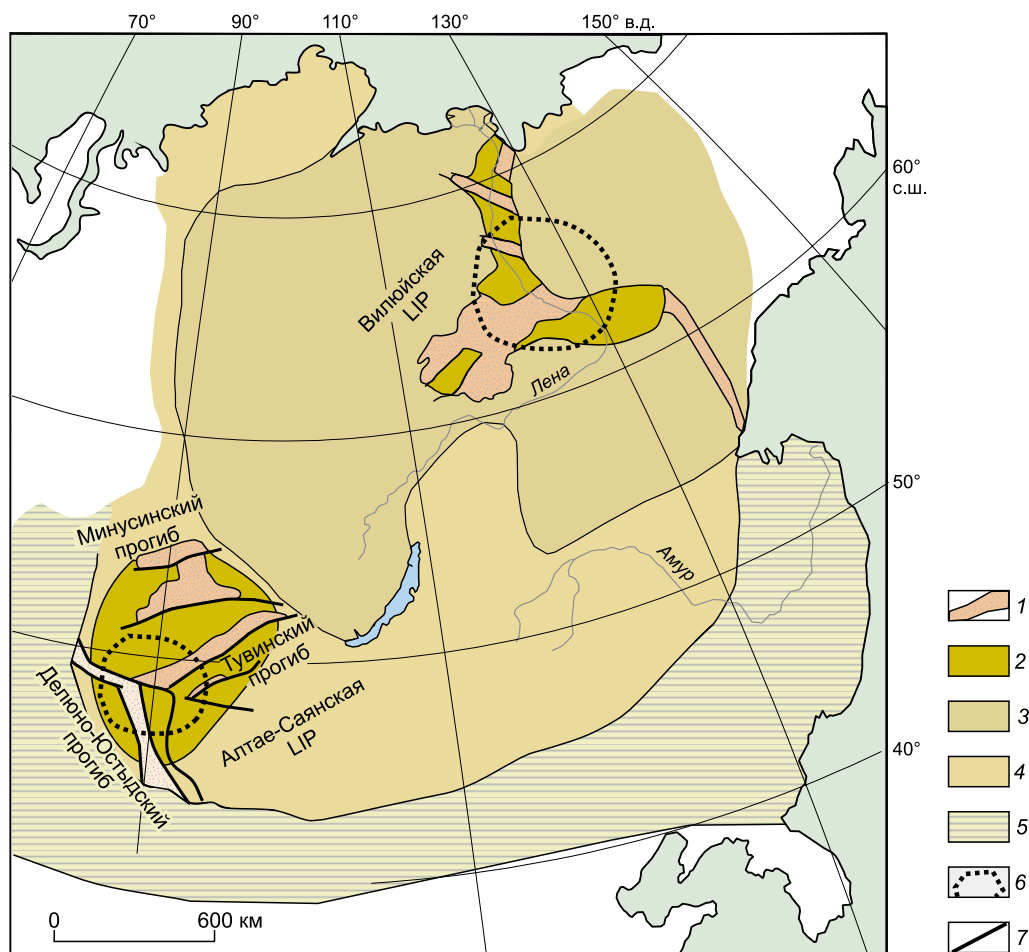 70°
90°
110°
130°
150° в.д.
60°
с.ш.
Вилюйская
LIP
Лена
50°
Минусинский
прогиб
Амур
Тувинский
прогиб
Делюно-Юстыдский
прогиб
Алтае-Саянская
LIP
40°
1
2
3
4
5
6
7
0
600 км